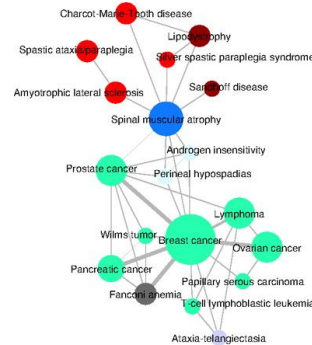 Charcot-Marie-Tooth disease
Lipodystrophy
Spastic ataxia/paraplegia
Silver spastic paraplegia syndrome
Sandhoff disease
Amyotrophic lateral sclerosis
Spinal muscular atrophy
Androgen insensitivity
Prostate cancer
Perineal hypospadias
Lymphoma
Wilms tumor
Breast cancer
Ovarian cancer
Pancreatic cancer
Papillary serous carcinoma
Fanconi anemia
T-cell lymphoblastic leukemia
Ataxia-telangiectasia